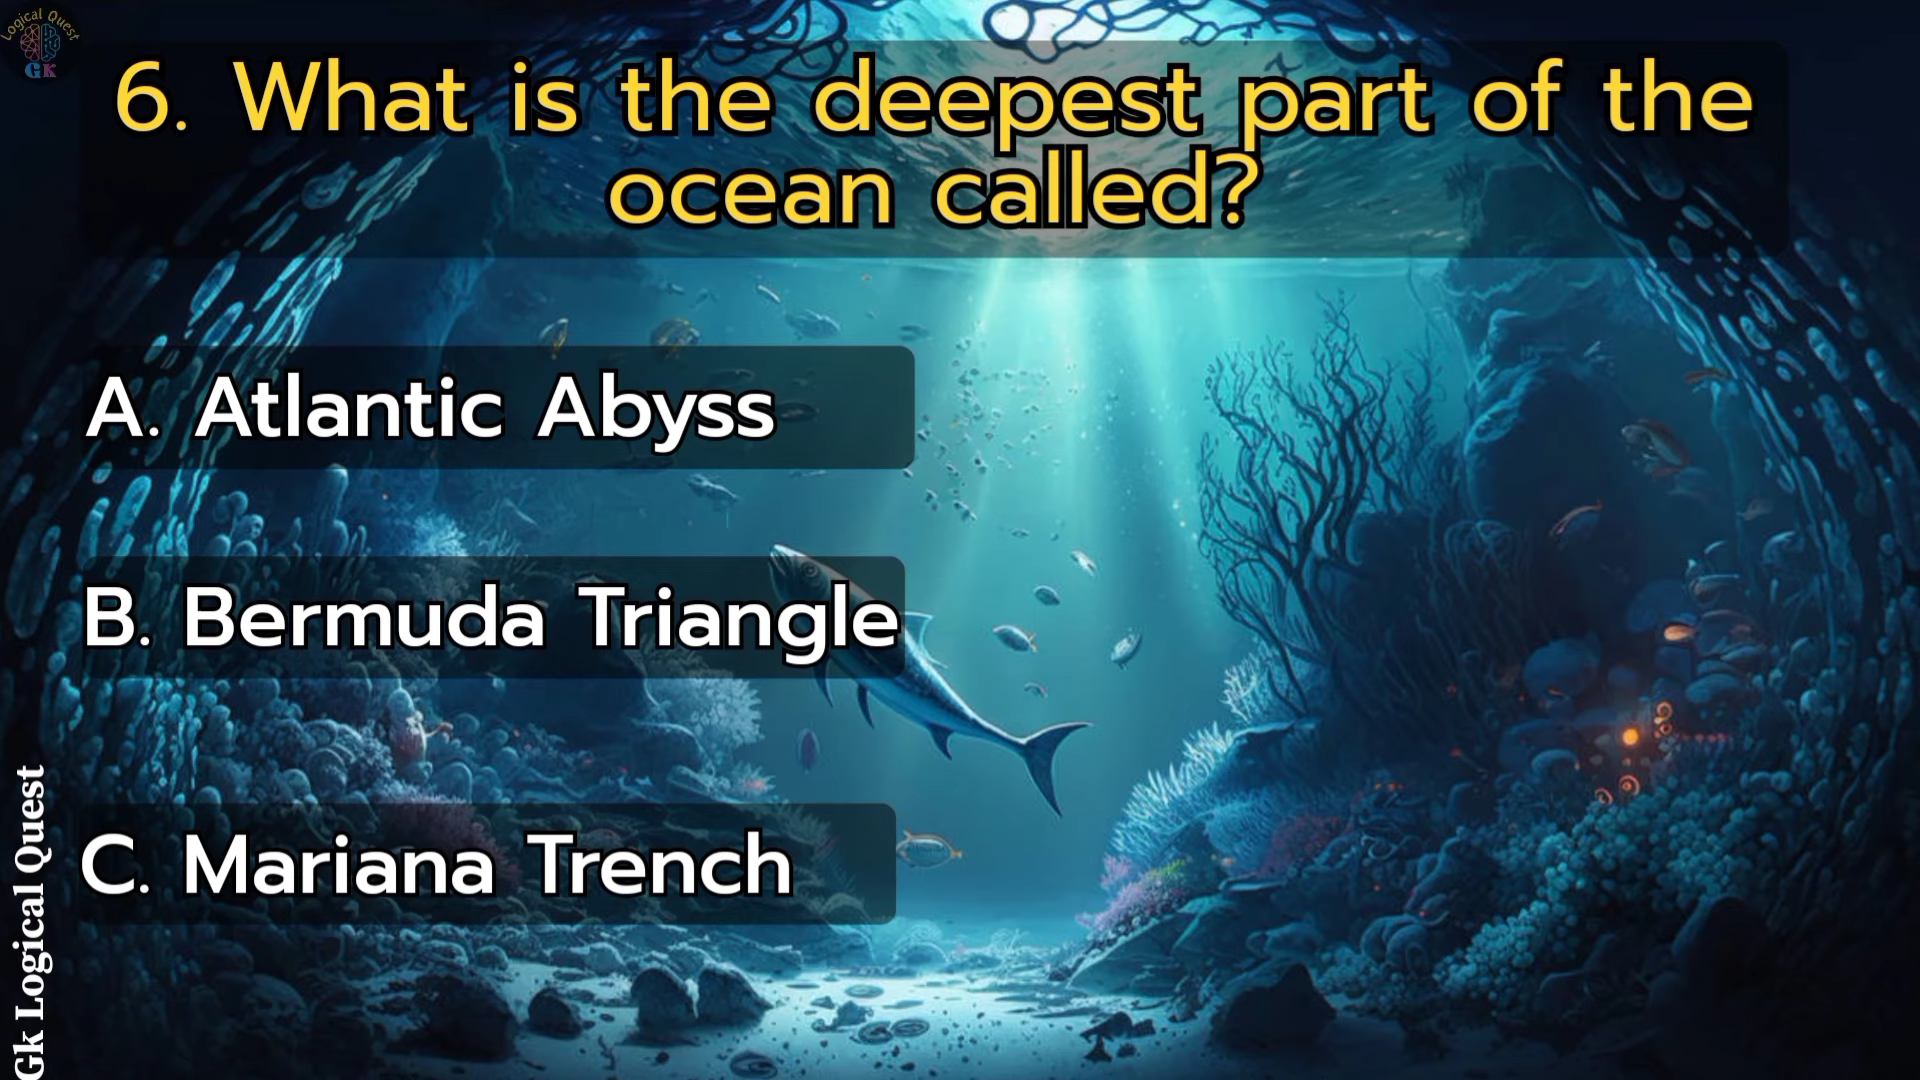 Logical Quest
GK
6. What is the deepest part of the
ocean called?
A. Atlantic Abyss
B. Bermuda Triangle
C. Mariana Trench
Gk Logical Quest